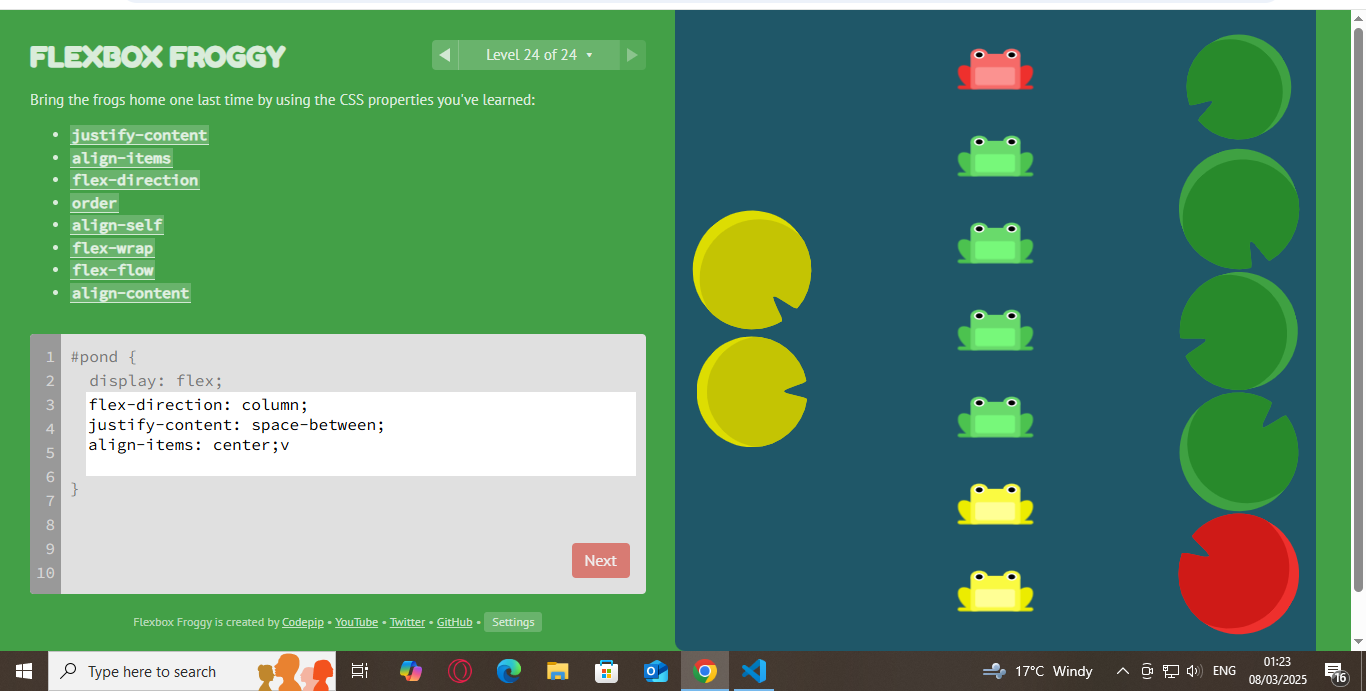 FLEXBOX FROGGY
Level 24 of 24 ▾
Bring the frogs home one last time by using the CSS properties you've learned:
• justify-content
• align-items
• flex-direction
• order
• align-self
• flex-wrap
• flex-flow
• align-content
1 #pond {
2 display: flex;
3 flex-direction: column;
4 justify-content: space-between;
5 align-items: center;v
6 }
7
8
9
10
Next
Flexbox Froggy is created by Codepip • YouTube • Twitter • GitHub • Settings
Type here to search
17°C Windy
ENG
01:23
08/03/2025
16